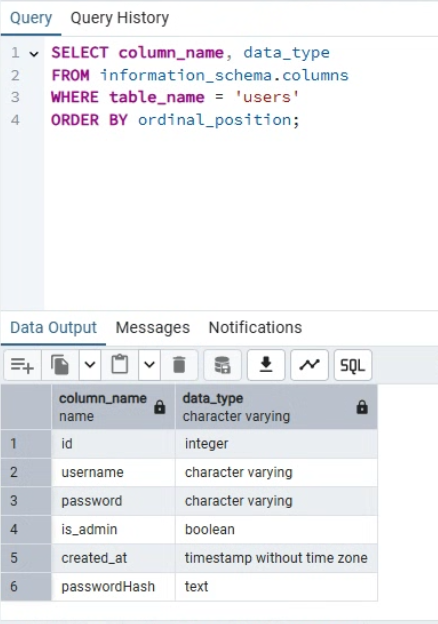 Query Query History
1 SELECT column_name, data_type
2 FROM information_schema.columns
3 WHERE table_name = 'users'
4 ORDER BY ordinal_position;
Data Output Messages Notifications
SQL
column_name data_type
name character varying
1 id integer
2 username character varying
3 password character varying
4 is_admin boolean
5 created_at timestamp without time zone
6 passwordHash text